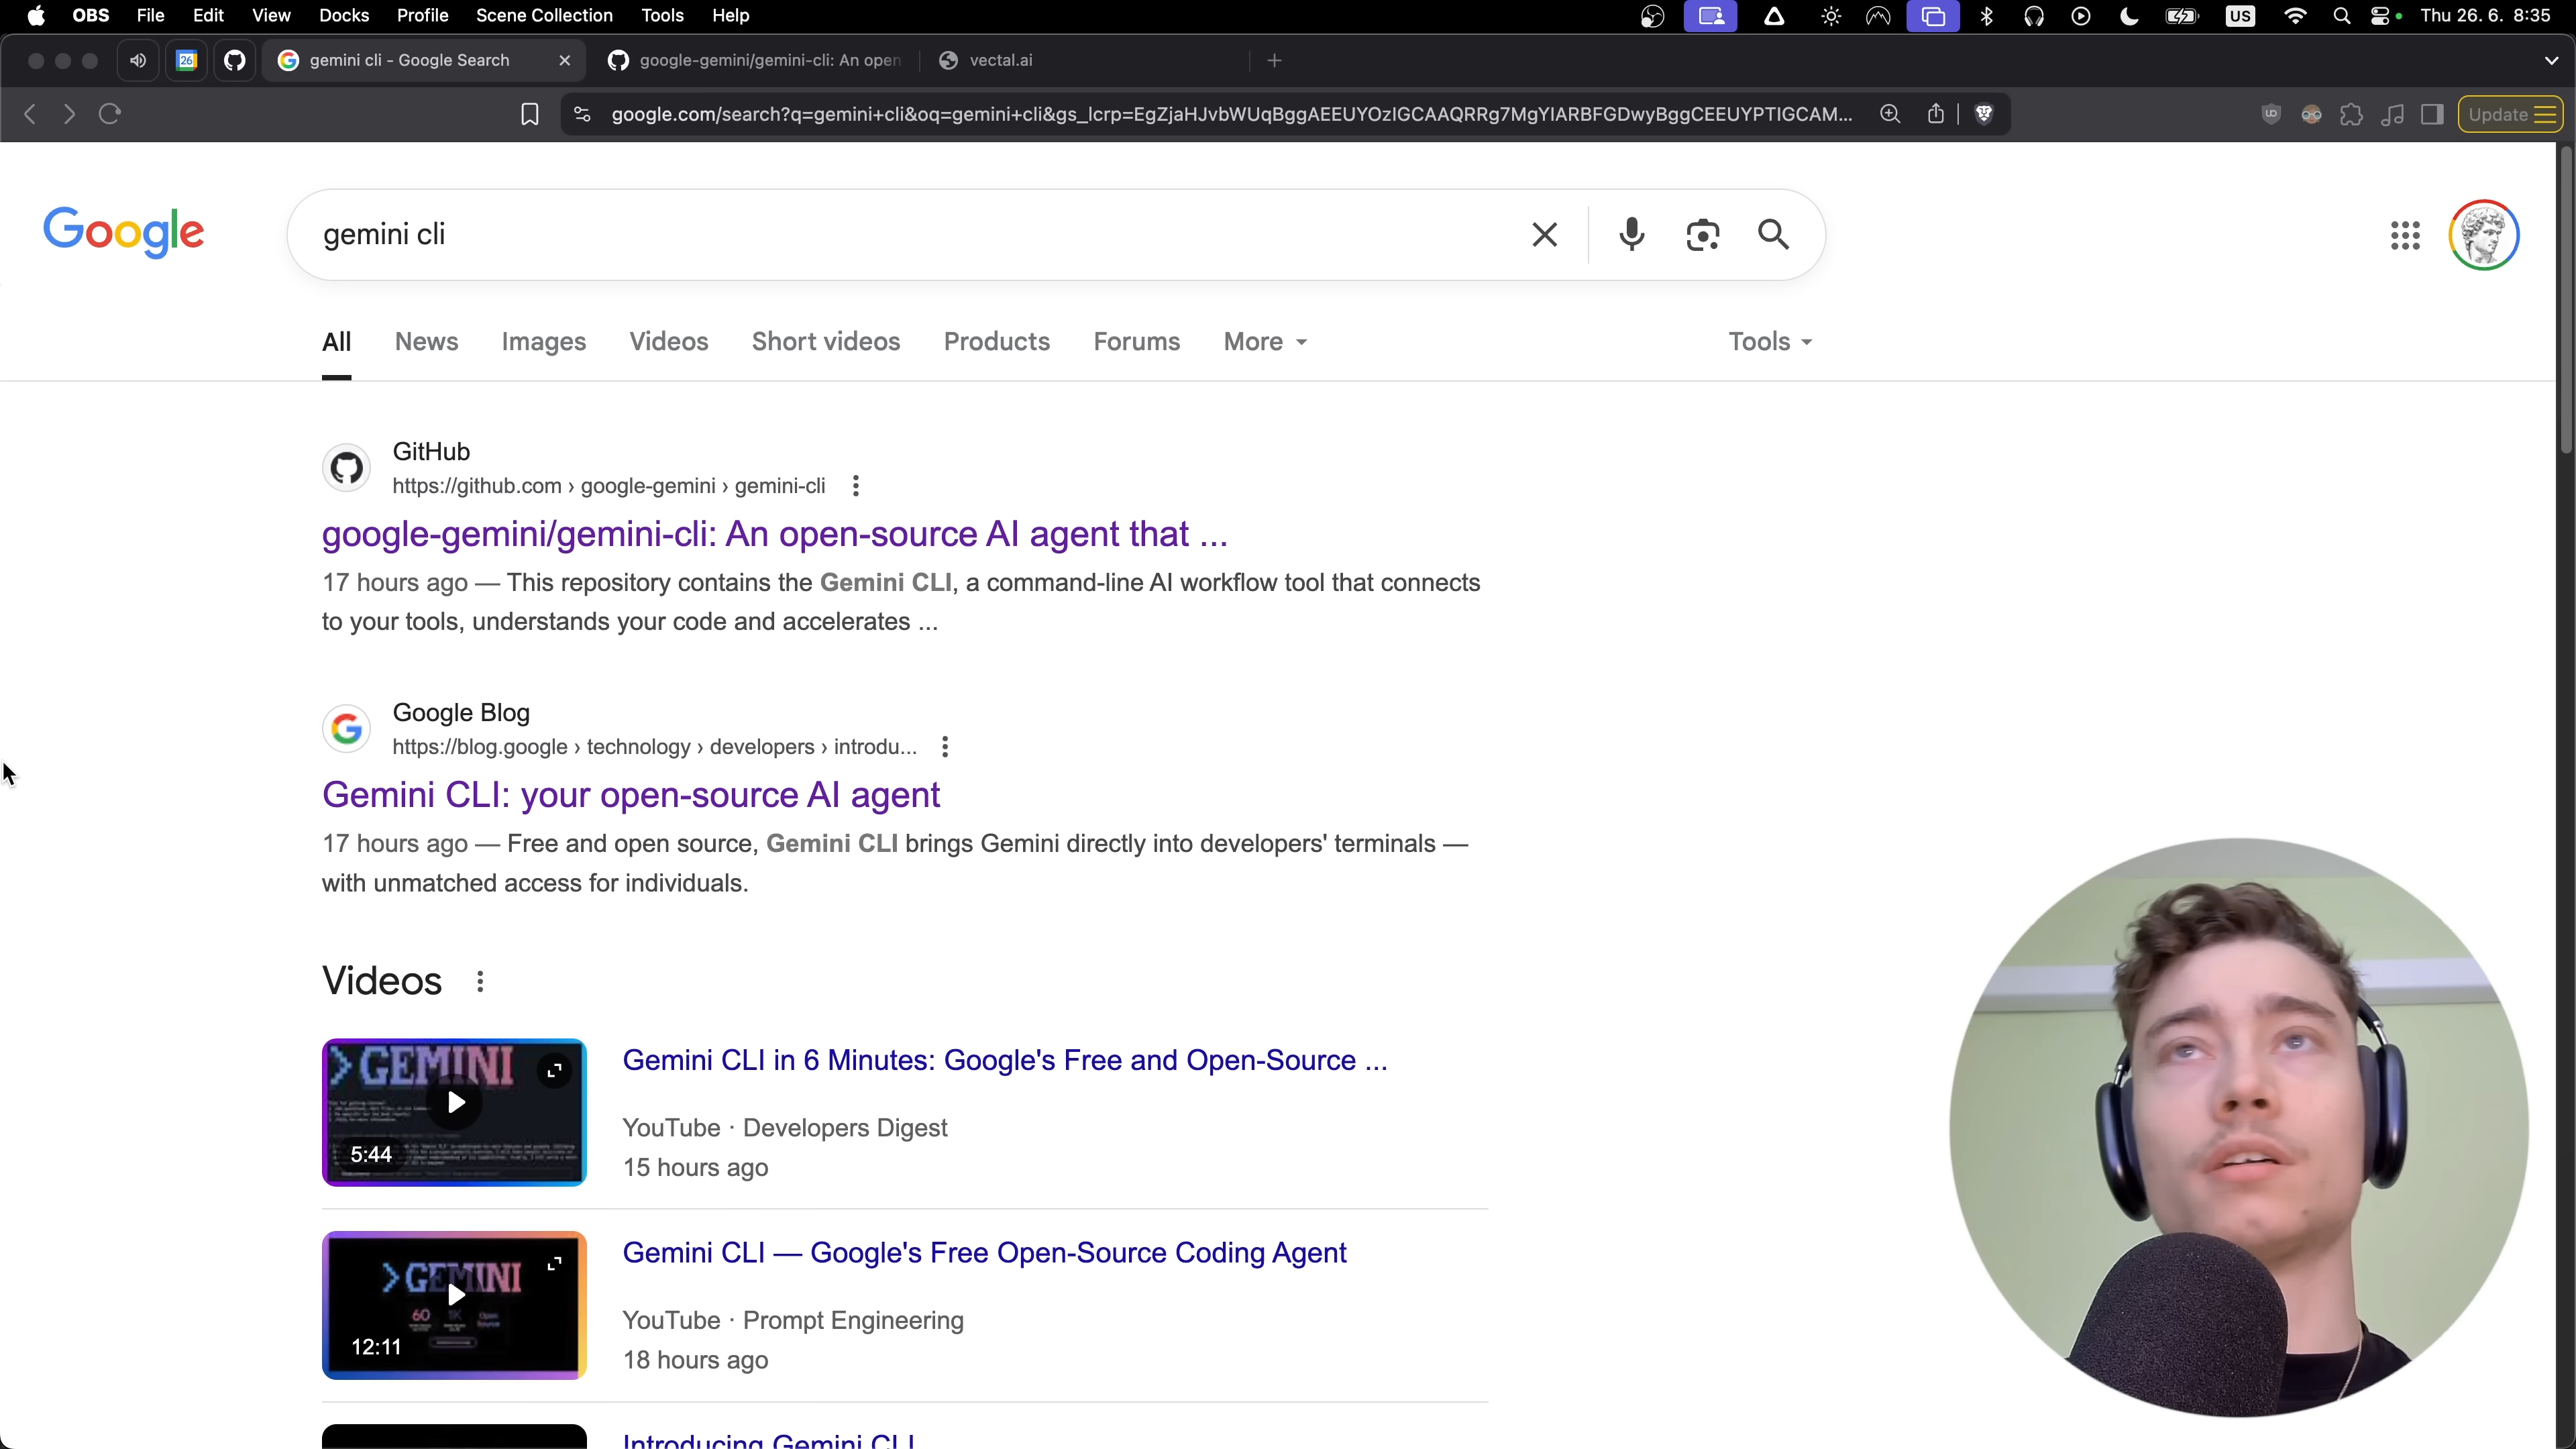 OBS File Edit View Docks Profile Scene Collection Tools Help US Thu 26. 6. 8:35
26 gemini cli - Google Search google-gemini/gemini-cli: An open vectal.ai
google.com/search?q=gemini+cli&oq=gemini+cli&gs_lcrp=EgZjaHJvbWUqBggAEEUYOzIGCAAQRRg7MgYIARBFGDwyBggCEEUYPTIGCAM... Update
Google gemini cli
All News Images Videos Short videos Products Forums More Tools
GitHub
https://github.com › google-gemini › gemini-cli
google-gemini/gemini-cli: An open-source AI agent that ...
17 hours ago — This repository contains the Gemini CLI, a command-line AI workflow tool that connects
to your tools, understands your code and accelerates ...
Google Blog
https://blog.google › technology › developers › introdu...
Gemini CLI: your open-source AI agent
17 hours ago — Free and open source, Gemini CLI brings Gemini directly into developers' terminals —
with unmatched access for individuals.
Videos
GEMINI
5:44
Gemini CLI in 6 Minutes: Google's Free and Open-Source ...
YouTube · Developers Digest
15 hours ago
GEMINI
60 1K Open Source
12:11
Gemini CLI — Google's Free Open-Source Coding Agent
YouTube · Prompt Engineering
18 hours ago
Introducing Gemini CLI